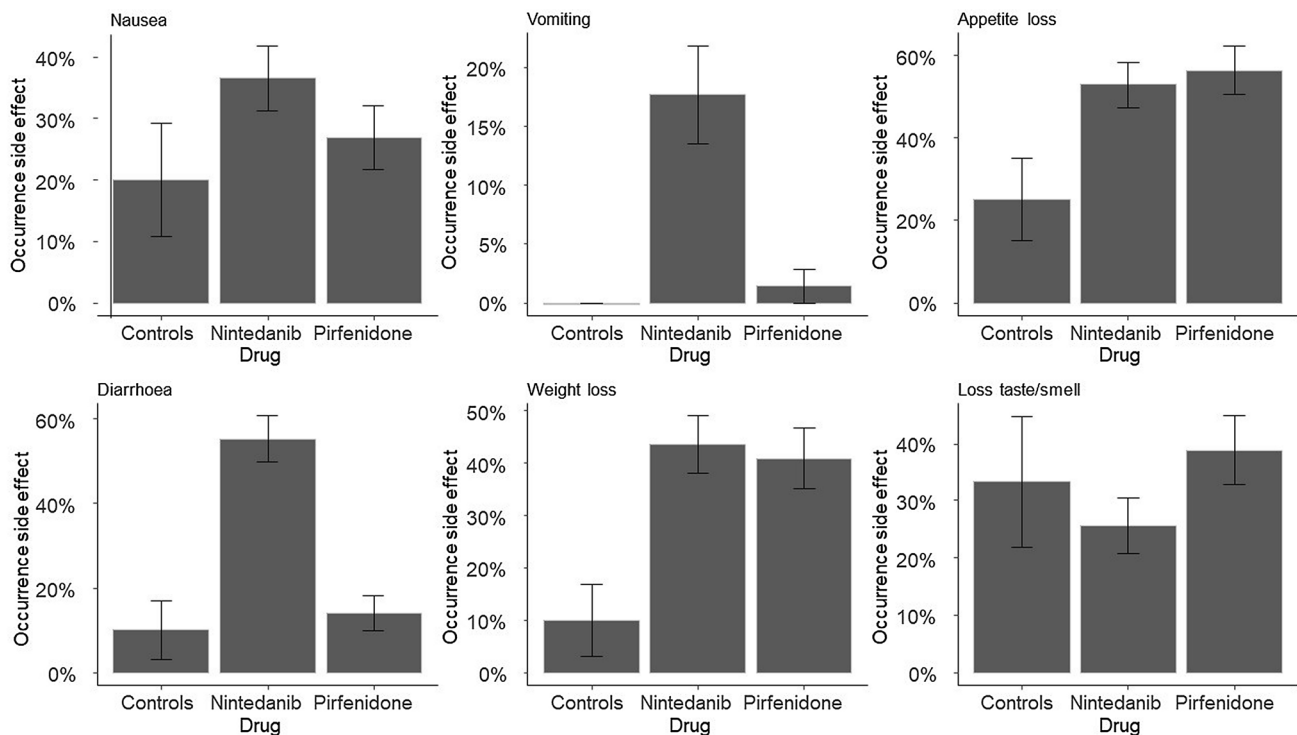 Nausea
Occurrence side effect
40%
30%
20%
10%
0%
Controls Nintedanib Pirfenidone
Drug
Vomiting
Occurrence side effect
20%
15%
10%
5%
0%
Controls Nintedanib Pirfenidone
Drug
Appetite loss
Occurrence side effect
60%
40%
20%
0%
Controls Nintedanib Pirfenidone
Drug
Diarrhoea
Occurrence side effect
60%
40%
20%
0%
Controls Nintedanib Pirfenidone
Drug
Weight loss
Occurrence side effect
50%
40%
30%
20%
10%
0%
Controls Nintedanib Pirfenidone
Drug
Loss taste/smell
Occurrence side effect
40%
30%
20%
10%
0%
Controls Nintedanib Pirfenidone
Drug